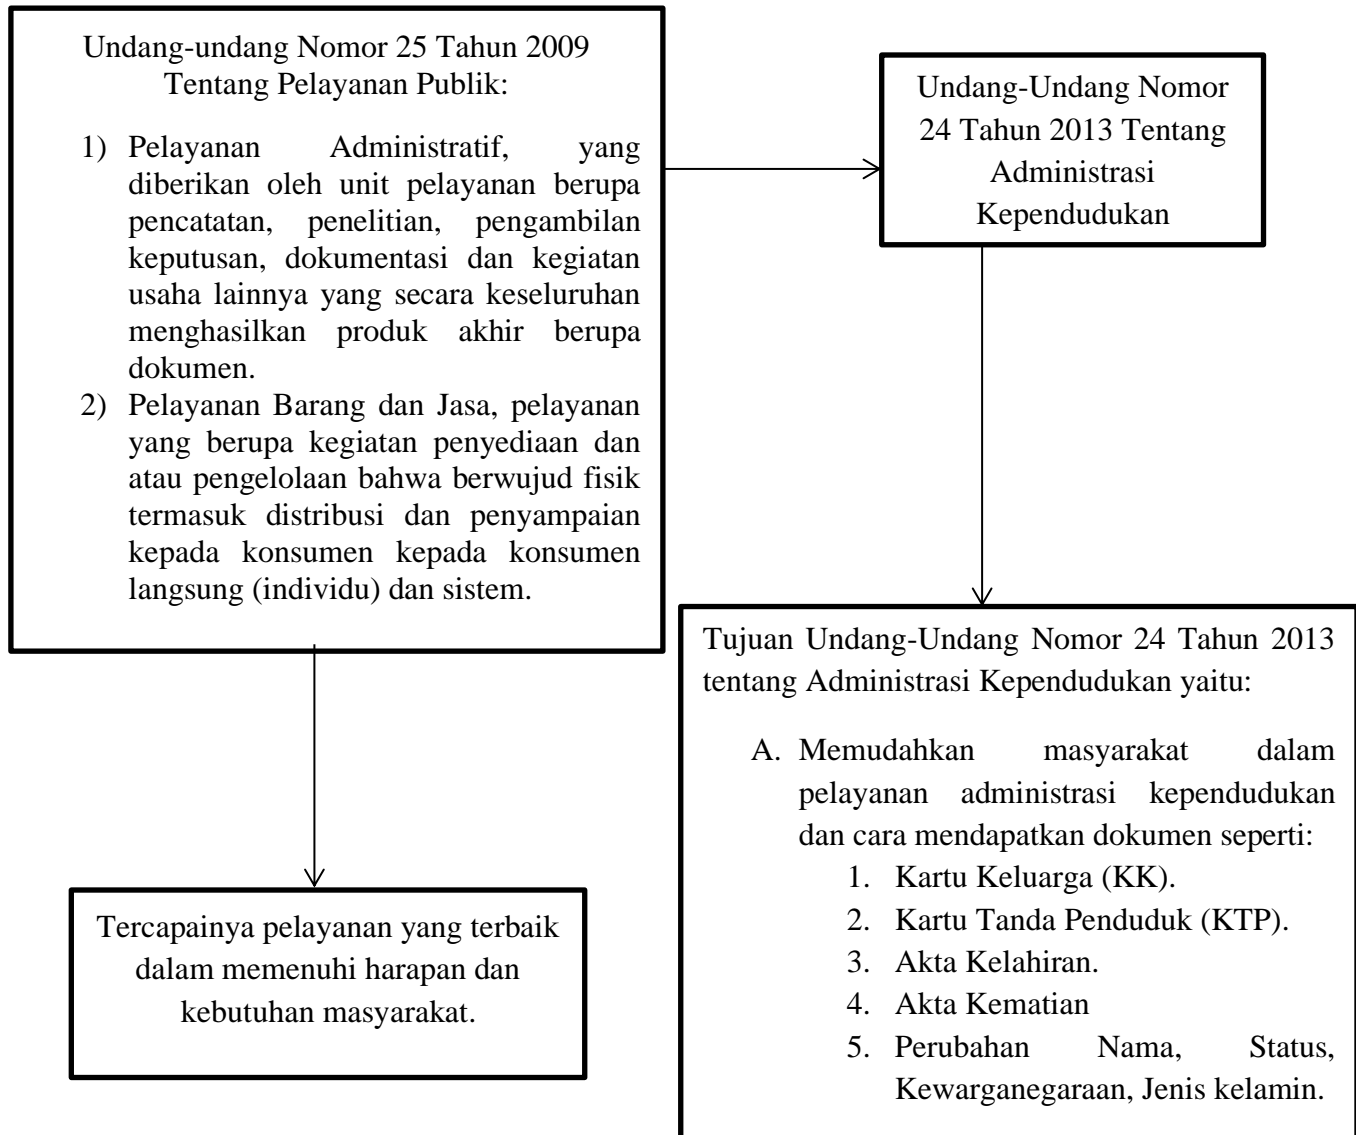 Undang-undang Nomor 25 Tahun 2009
Tentang Pelayanan Publik:
1) Pelayanan Administratif, yang
diberikan oleh unit pelayanan berupa
pencatatan, penelitian, pengambilan
keputusan, dokumentasi dan kegiatan
usaha lainnya yang secara keseluruhan
menghasilkan produk akhir berupa
dokumen.
2) Pelayanan Barang dan Jasa, pelayanan
yang berupa kegiatan penyediaan dan
atau pengelolaan bahwa berwujud fisik
termasuk distribusi dan penyampaian
kepada konsumen kepada konsumen
langsung (individu) dan sistem.
Undang-Undang Nomor
24 Tahun 2013 Tentang
Administrasi
Kependudukan
Tujuan Undang-Undang Nomor 24 Tahun 2013
tentang Administrasi Kependudukan yaitu:
A. Memudahkan masyarakat dalam
pelayanan administrasi kependudukan
dan cara mendapatkan dokumen seperti:
1. Kartu Keluarga (KK).
2. Kartu Tanda Penduduk (KTP).
3. Akta Kelahiran.
4. Akta Kematian
5. Perubahan Nama, Status,
Kewarganegaraan, Jenis kelamin.
Tercapainya pelayanan yang terbaik
dalam memenuhi harapan dan
kebutuhan masyarakat.